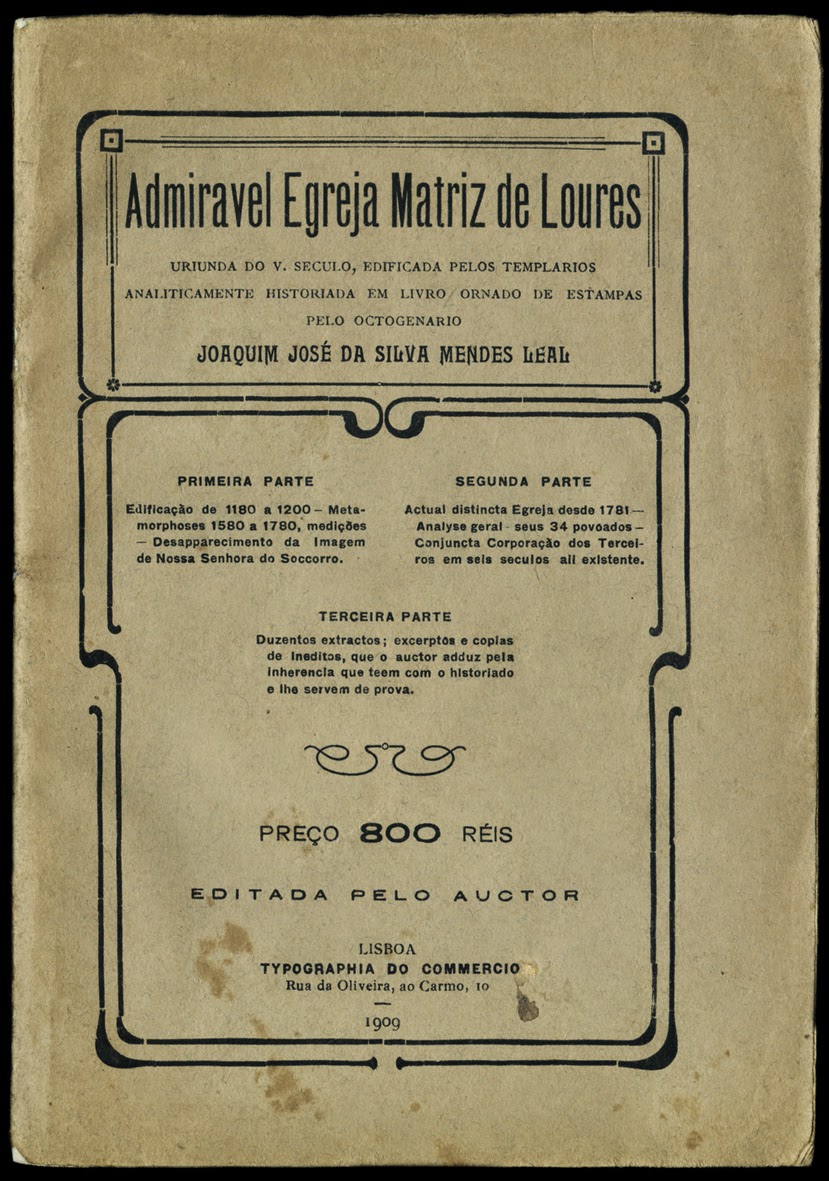 Admiravel Egreja Matriz de Loures
URIUNDA DO V. SECULO, EDIFICADA PELOS TEMPLARIOS
ANALITICAMENTE HISTORIADA EM LIVRO ORNADO DE ESTAMPAS
PELO OCTOGENARIO
JOAQUIM JOSÉ DA SILVA MENDES LEAL
PRIMEIRA PARTE
Edificação de 1180 a 1200 – Meta-
morphoses 1580 a 1780, medições
– Desapparecimento da Imagem
de Nossa Senhora do Soccorro.
SEGUNDA PARTE
Actual distincta Egreja desde 1781 —
Analyse geral - seus 34 povoados –
Conjuncta Corporação dos Tercei-
ros em seis seculos ali existente.
TERCEIRA PARTE
Duzentos extractos; excerptos e copias
de Ineditos, que o auctor adduz pela
inherencia que teem com o historiado
e lhe servem de prova.
PREÇO 800 RÉIS
EDITADA PELO AUCTOR
LISBOA
TYPOGRAPHIA DO COMMERCIO
Rua da Oliveira, ao Carmo, 10
1909